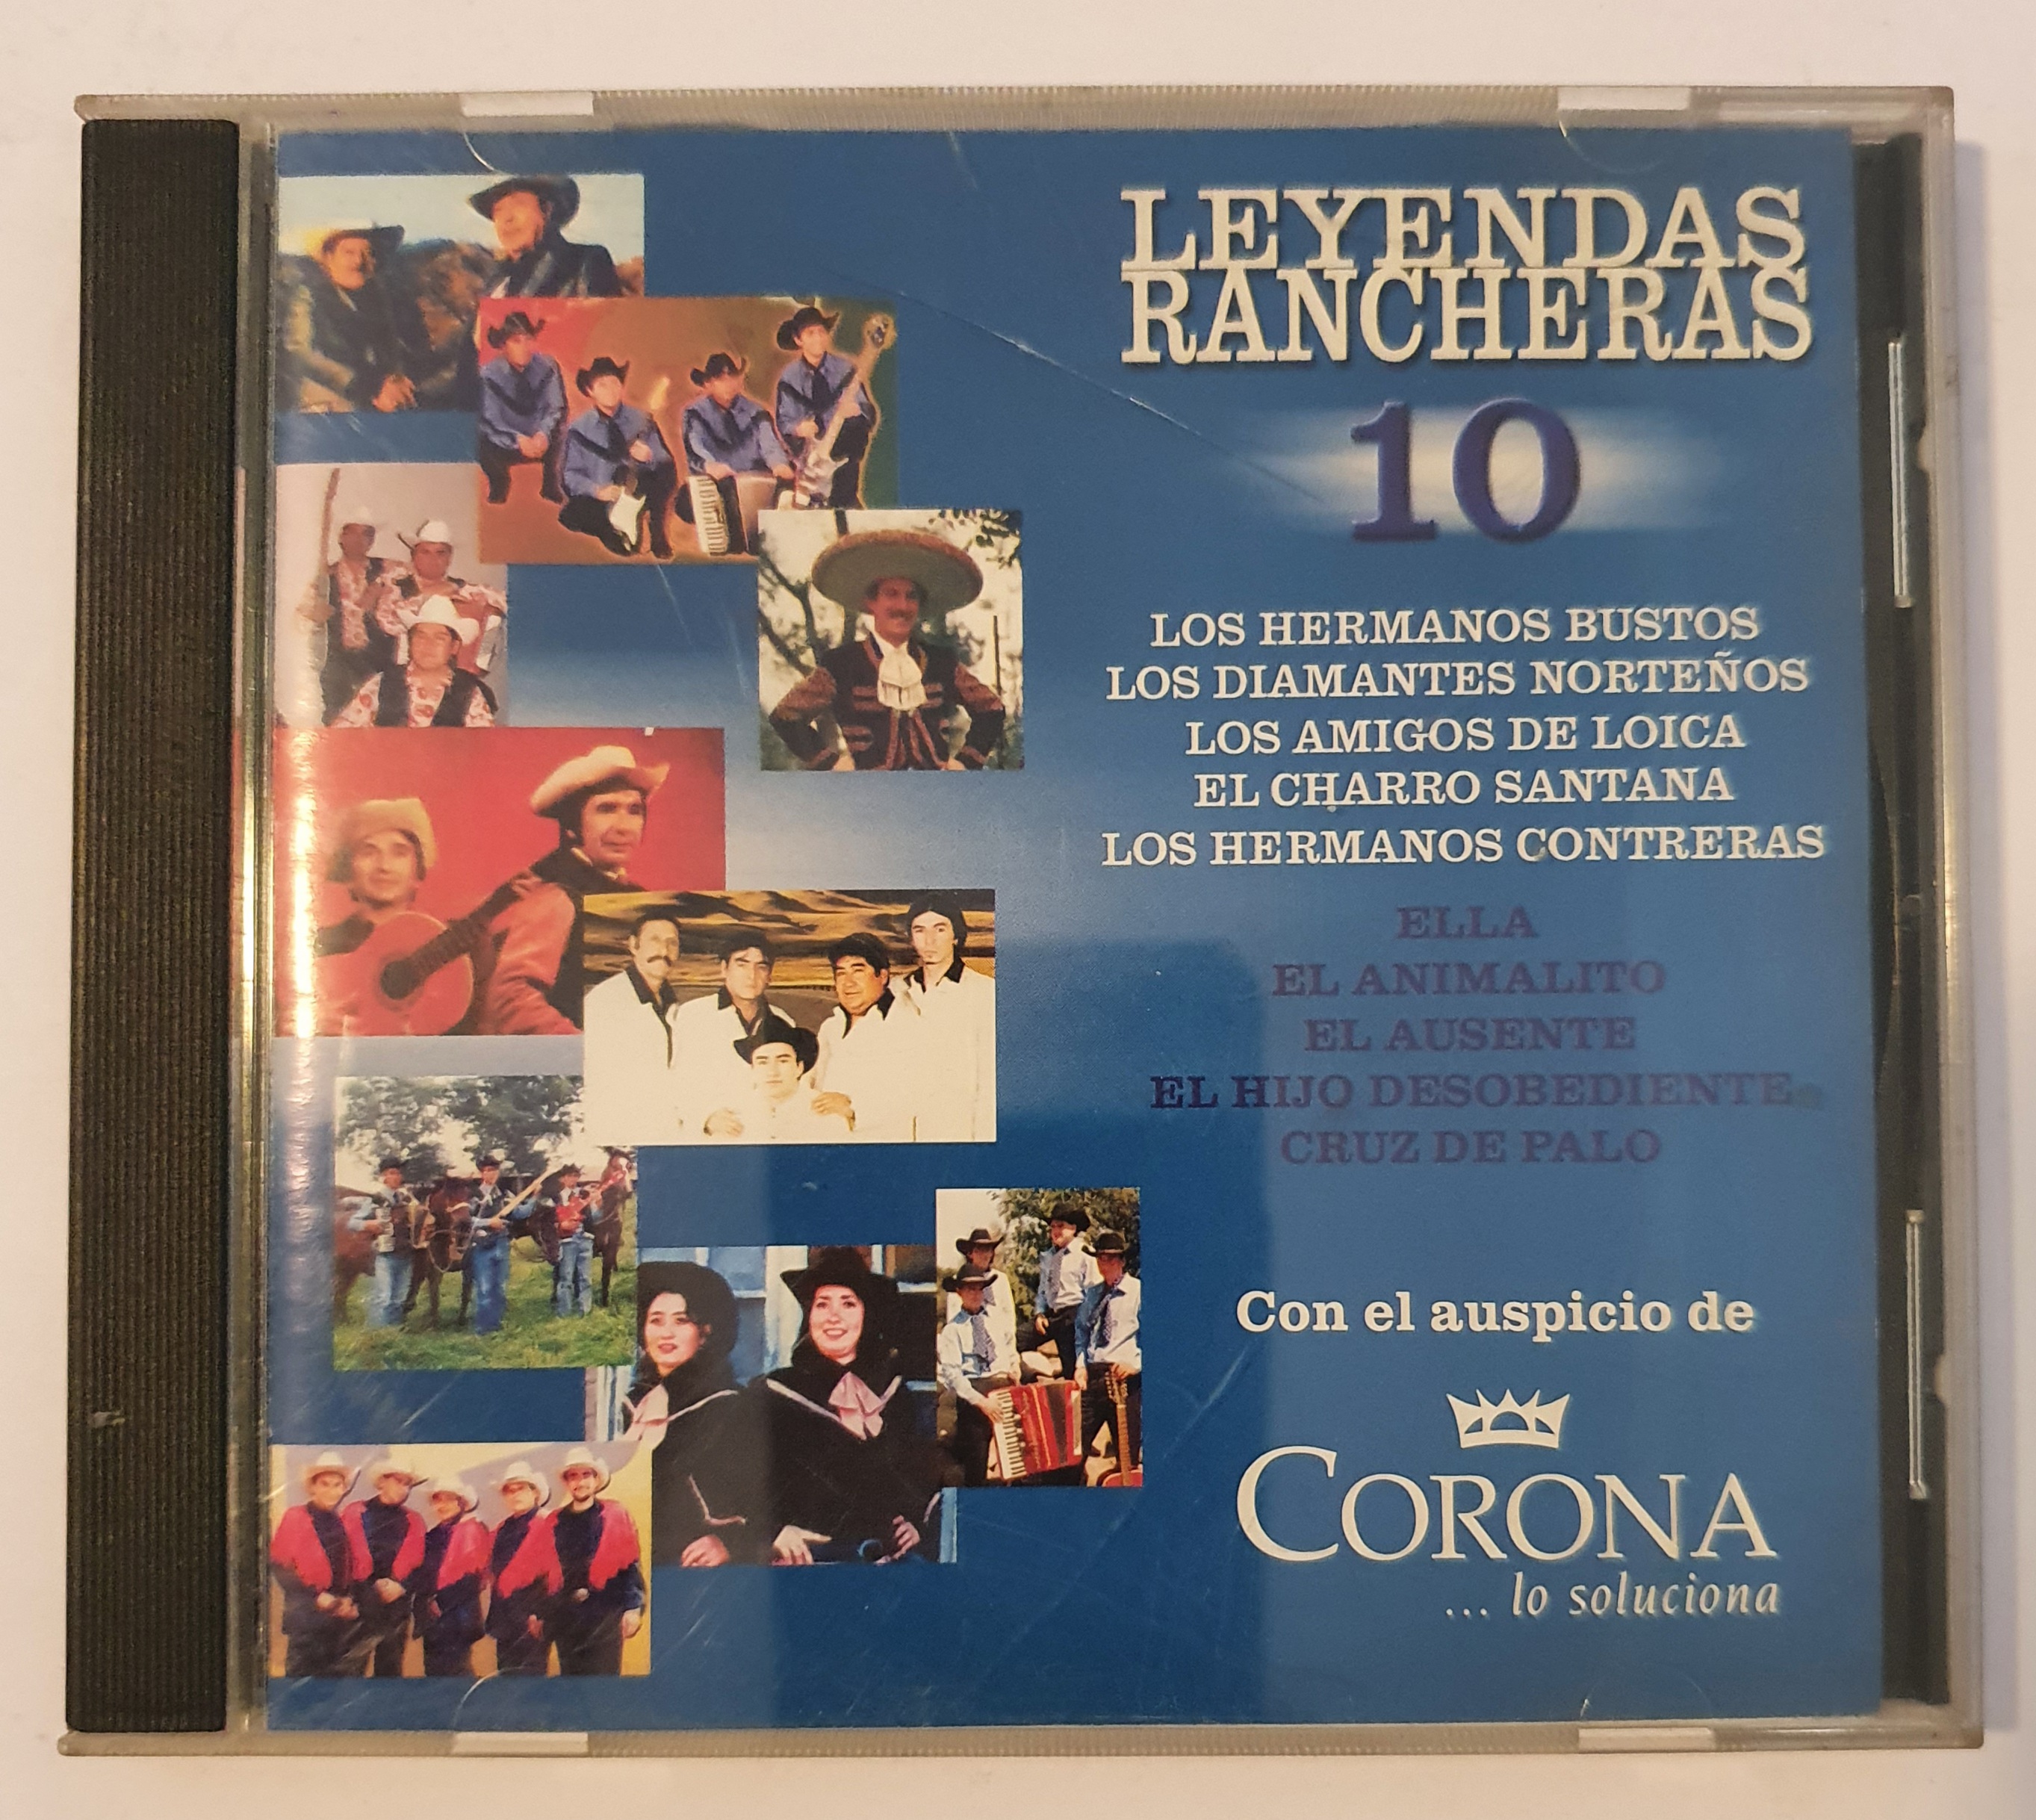 LEYENDAS
RANCHERAS
10
LOS HERMANOS BUSTOS
LOS DIAMANTES NORTEÑOS
LOS AMIGOS DE LOICA
EL CHARRO SANTANA
LOS HERMANOS CONTRERAS
ELLA
EL ANIMALITO
EL AUSENTE
EL HIJO DESOBEDIENTE
CRUZ DE PALO
Con el auspicio de
CORONA
... lo soluciona